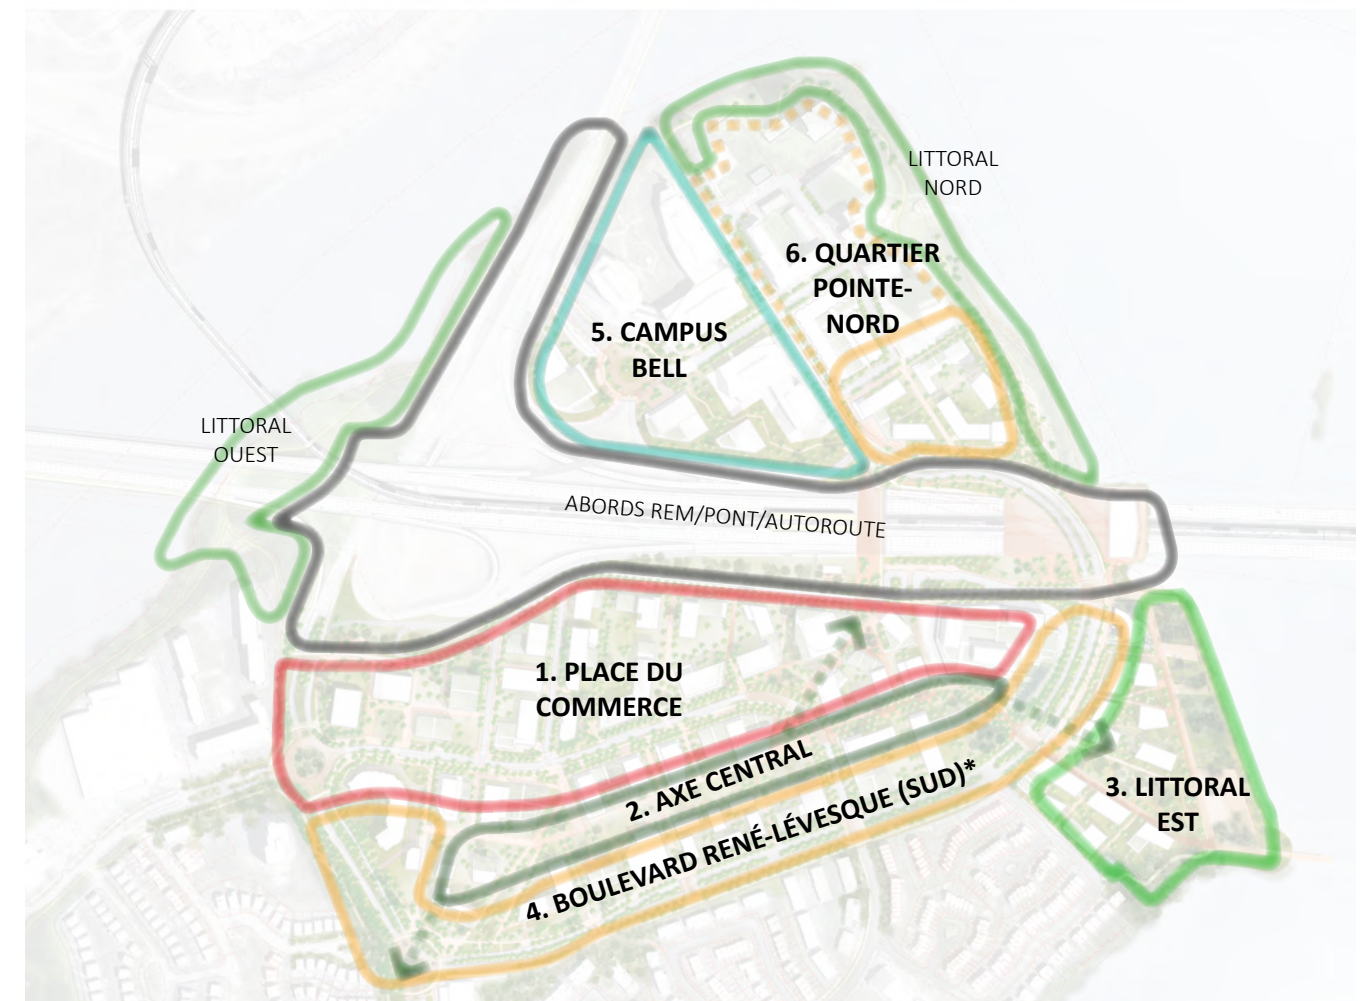 LITTORAL
NORD
6. QUARTIER
POINTE-
NORD
5. CAMPUS
BELL
LITTORAL
OUEST
ABORDS REM/PONT/AUTOROUTE
1. PLACE DU
COMMERCE
2. AXE CENTRAL
3. LITTORAL
EST
4. BOULEVARD RENÉ-LÉVESQUE (SUD)*